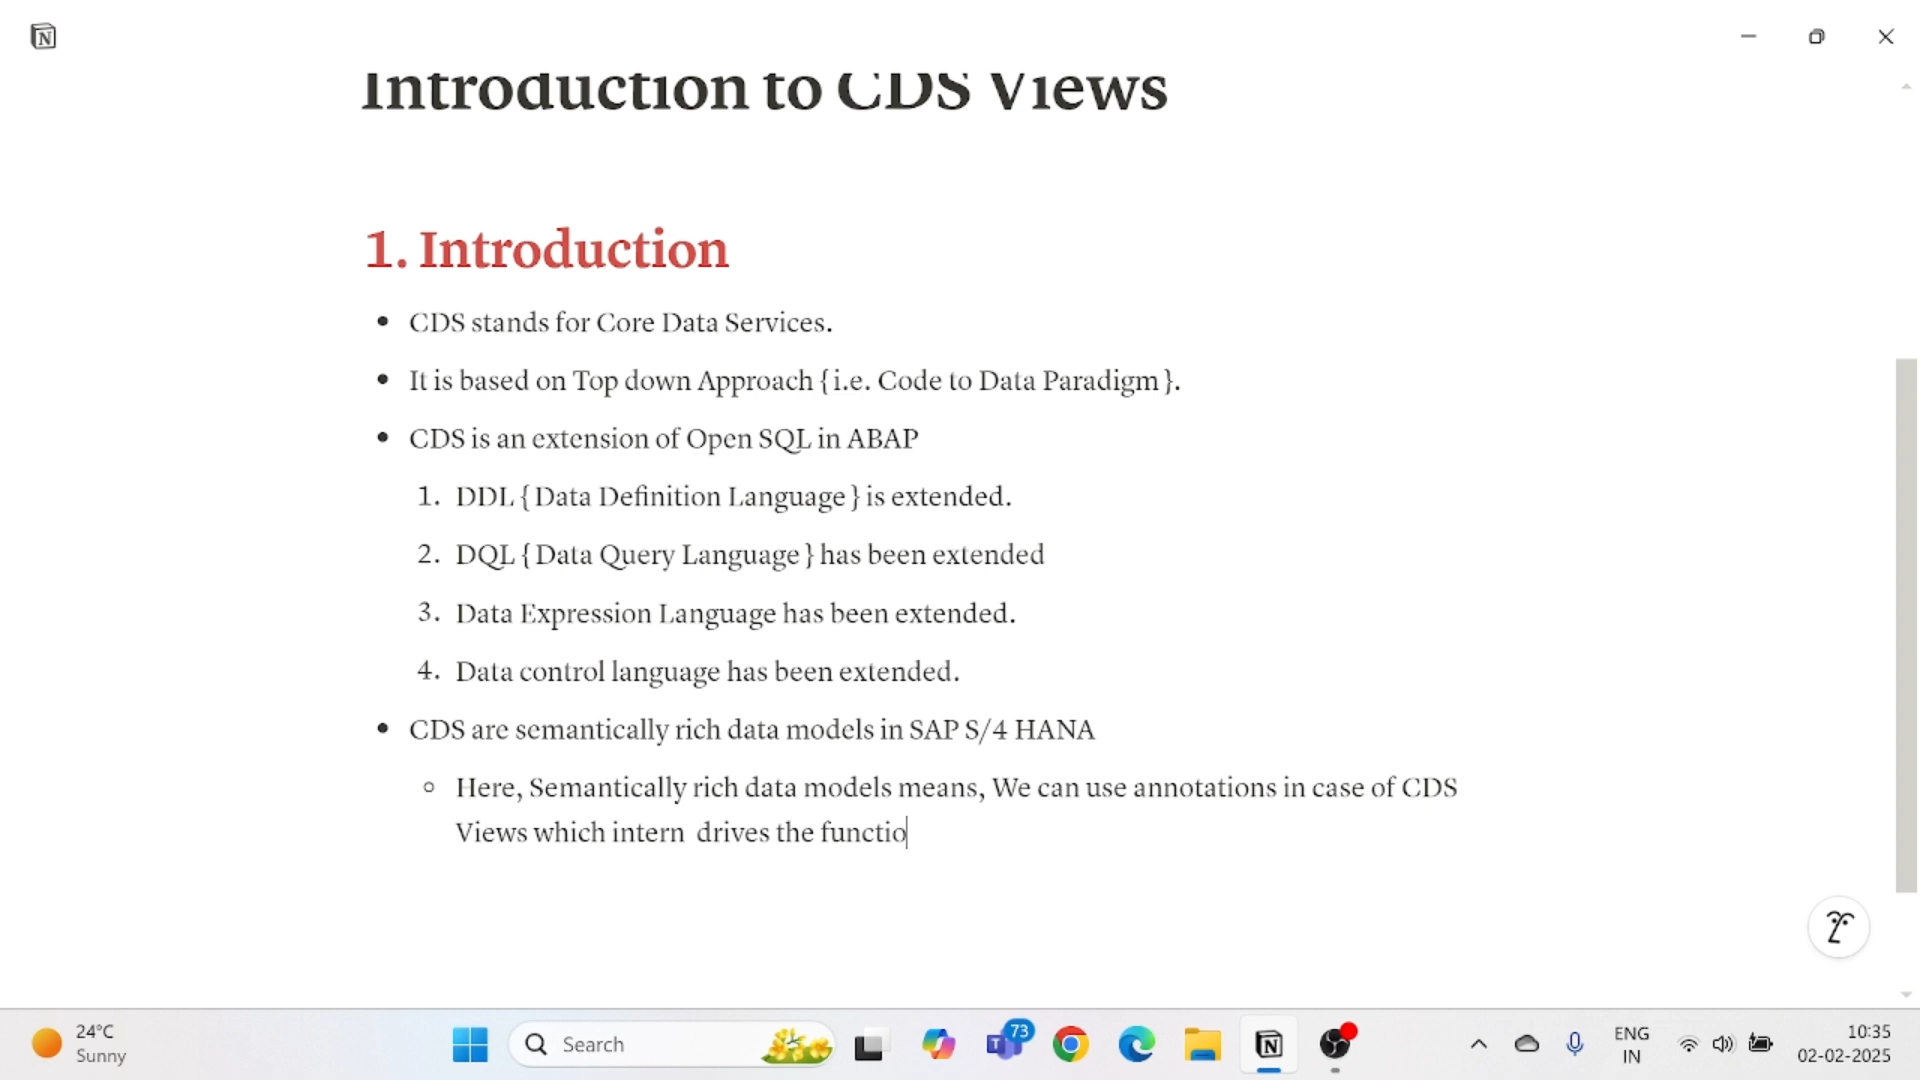 Introduction to CDS Views
1. Introduction
• CDS stands for Core Data Services.
• It is based on Top down Approach {i.e. Code to Data Paradigm}.
• CDS is an extension of Open SQL in ABAP
1. DDL {Data Definition Language} is extended.
2. DQL {Data Query Language} has been extended
3. Data Expression Language has been extended.
4. Data control language has been extended.
• CDS are semantically rich data models in SAP S/4 HANA
◦ Here, Semantically rich data models means, We can use annotations in case of CDS
Views which intern  drives the functio
24°C
Sunny
Search
73
ENG
IN
10:35
02-02-2025